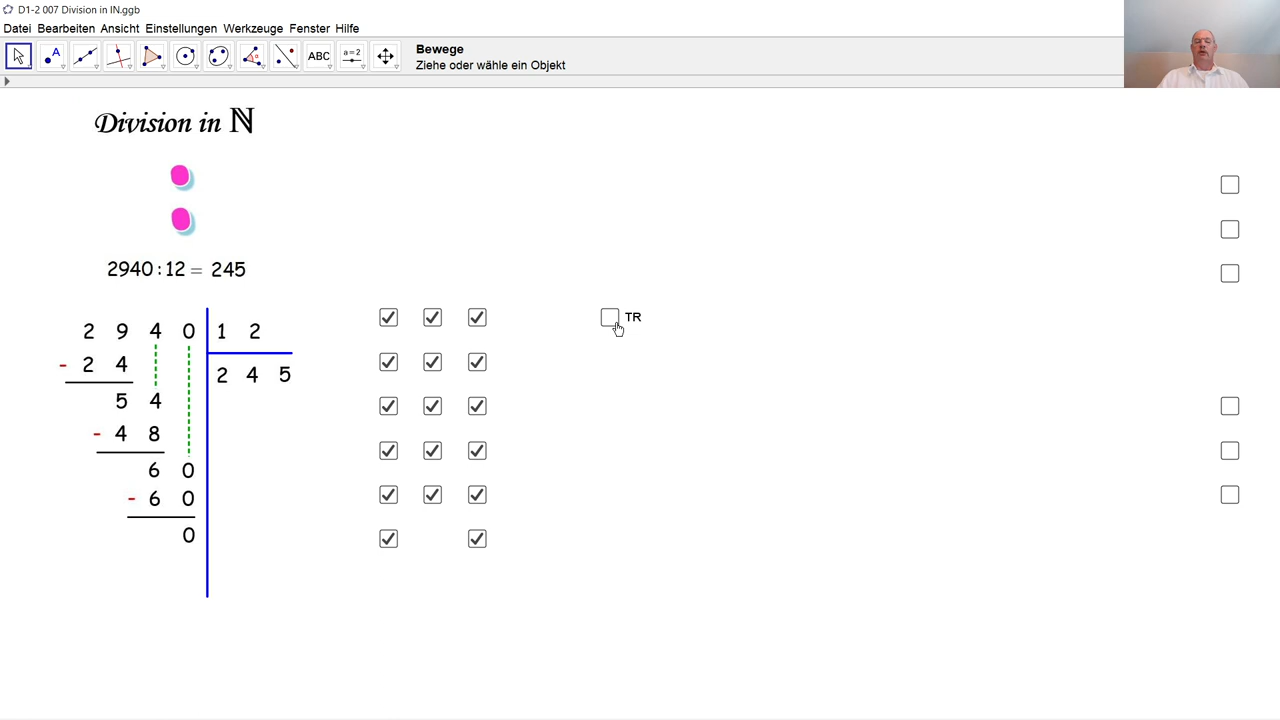 D1-2 007 Division in IN.ggb
Datei Bearbeiten Ansicht Einstellungen Werkzeuge Fenster Hilfe
A ABC a=2
Bewege
Ziehe oder wähle ein Objekt
Division in ℕ
2940 : 12 = 245
2 9 4 0 1 2
- 2 4
2 4 5
5 4
- 4 8
6 0
- 6 0
0
TR